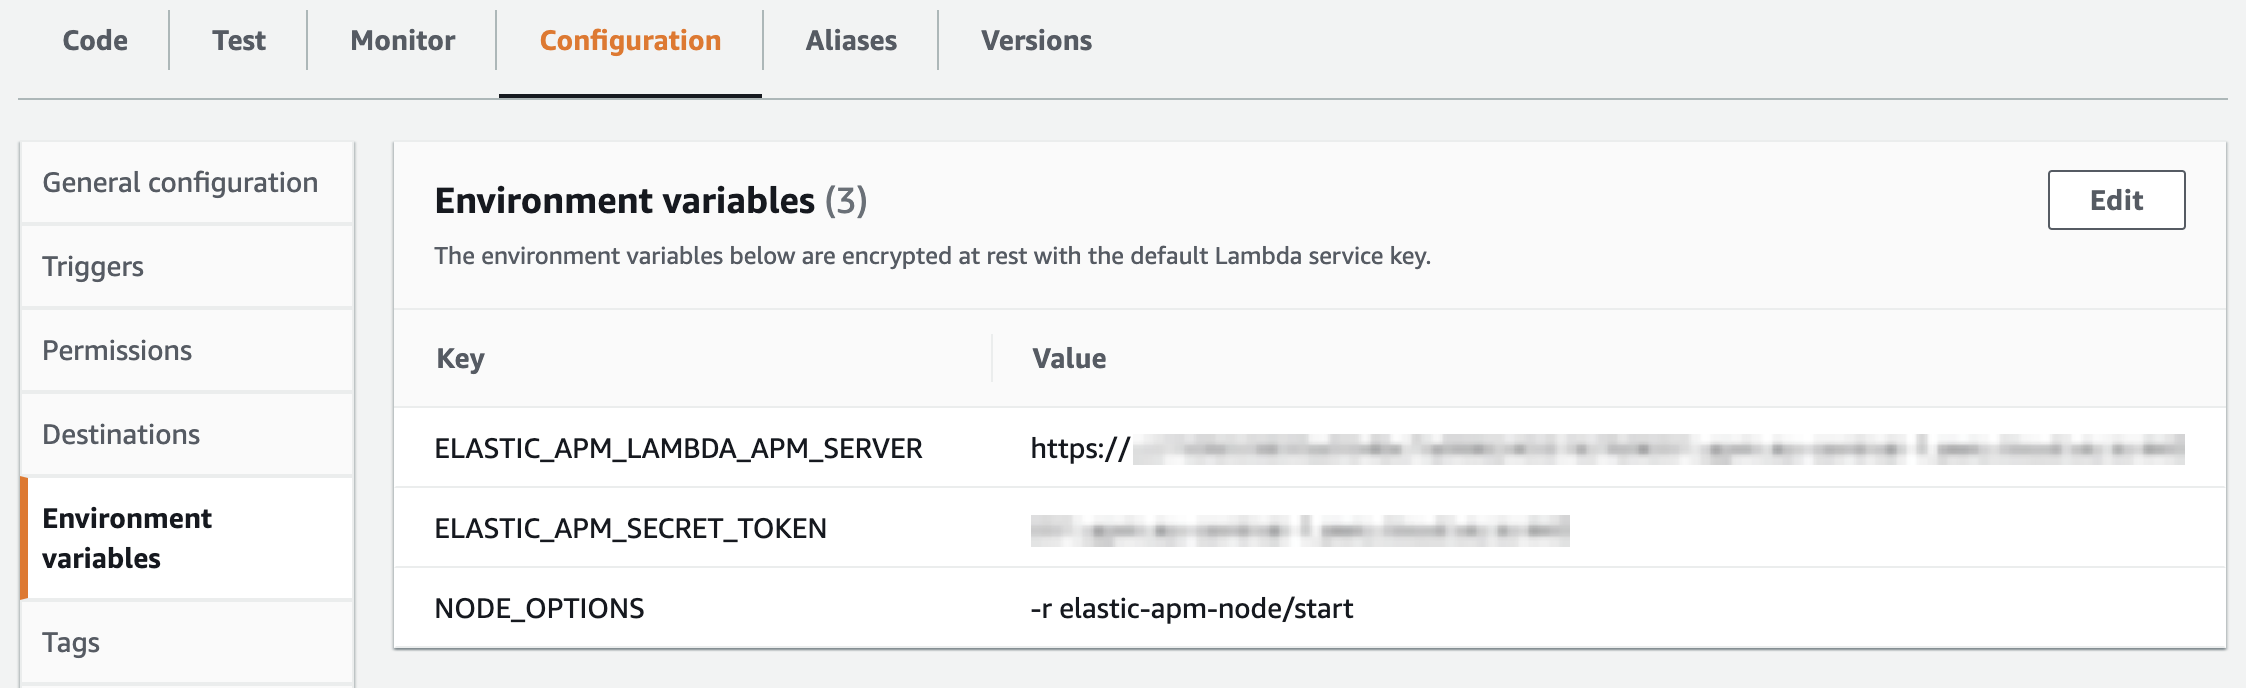 Code Test Monitor Configuration Aliases Versions
General configuration
Triggers
Permissions
Destinations
Environment
variables
Tags
Environment variables (3)
Edit
The environment variables below are encrypted at rest with the default Lambda service key.
Key Value
ELASTIC_APM_LAMBDA_APM_SERVER https://
ELASTIC_APM_SECRET_TOKEN
NODE_OPTIONS -r elastic-apm-node/start